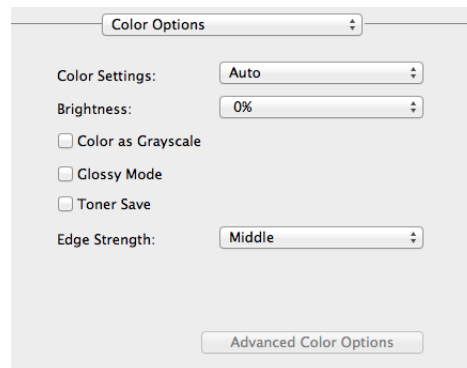 Color Options
Color Settings: Auto
Brightness: 0%
Color as Grayscale
Glossy Mode
Toner Save
Edge Strength: Middle
Advanced Color Options